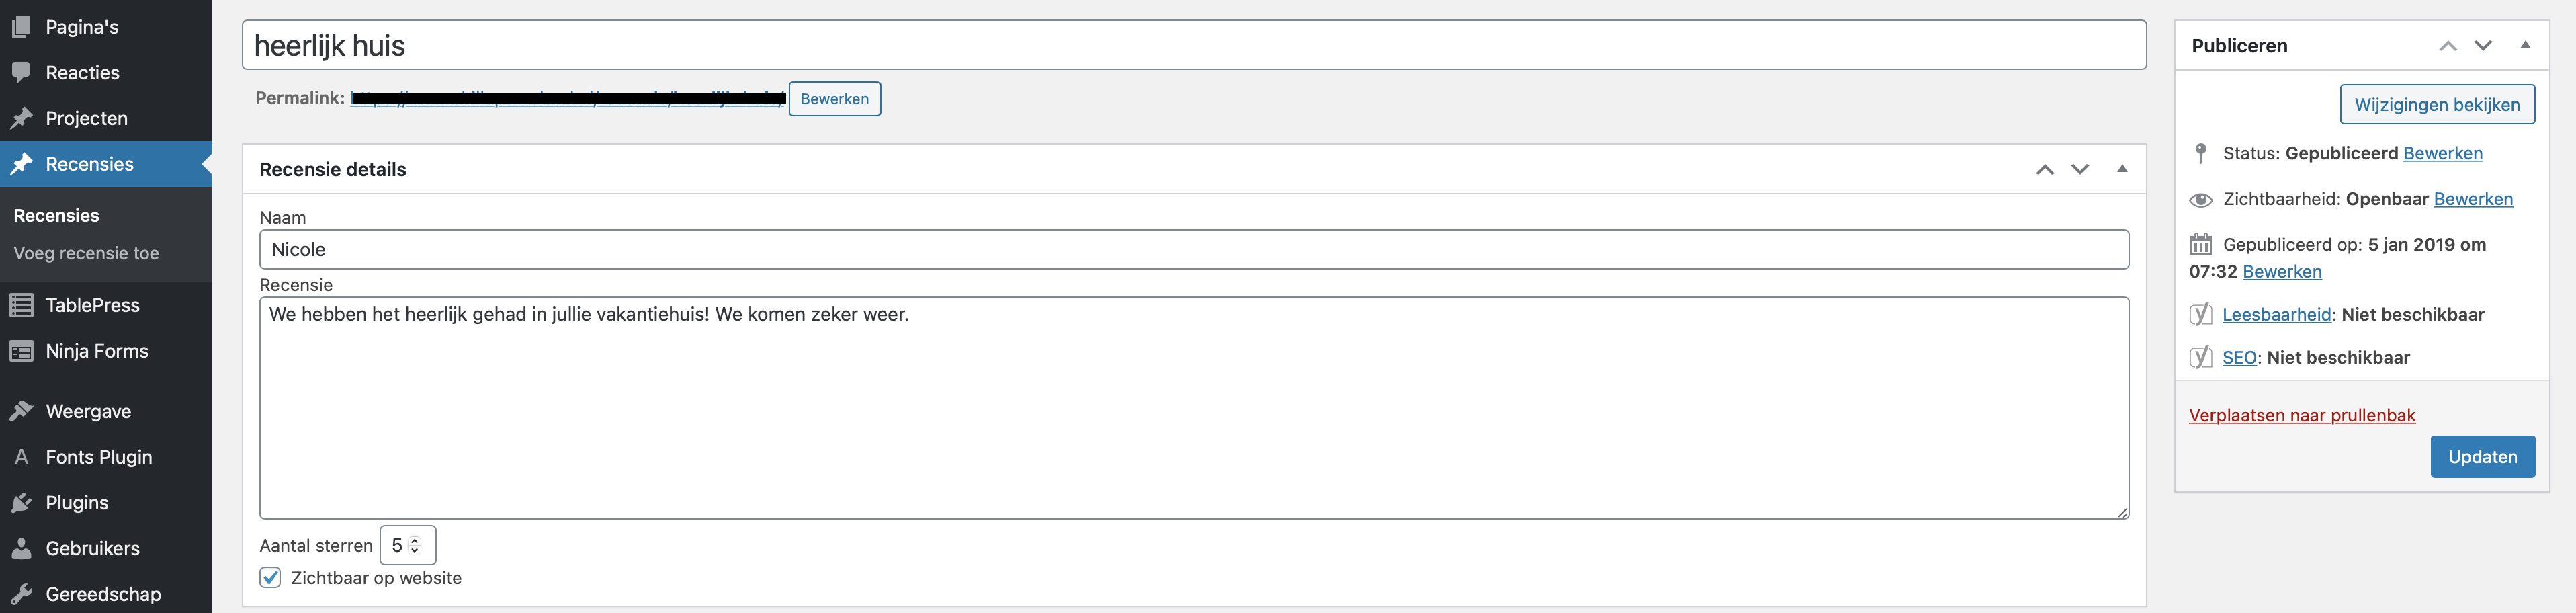 Pagina's
Reacties
Projecten
Recensies
Recensies
Voeg recensie toe
TablePress
Ninja Forms
Weergave
Fonts Plugin
Plugins
Gebruikers
Gereedschap
heerlijk huis
Permalink: Bewerken
Recensie details
Naam
Nicole
Recensie
We hebben het heerlijk gehad in jullie vakantiehuis! We komen zeker weer.
Aantal sterren 5
Zichtbaar op website
Publiceren
Wijzigingen bekijken
Status: Gepubliceerd Bewerken
Zichtbaarheid: Openbaar Bewerken
Gepubliceerd op: 5 jan 2019 om
07:32 Bewerken
Leesbaarheid: Niet beschikbaar
SEO: Niet beschikbaar
Verplaatsen naar prullenbak
Updaten